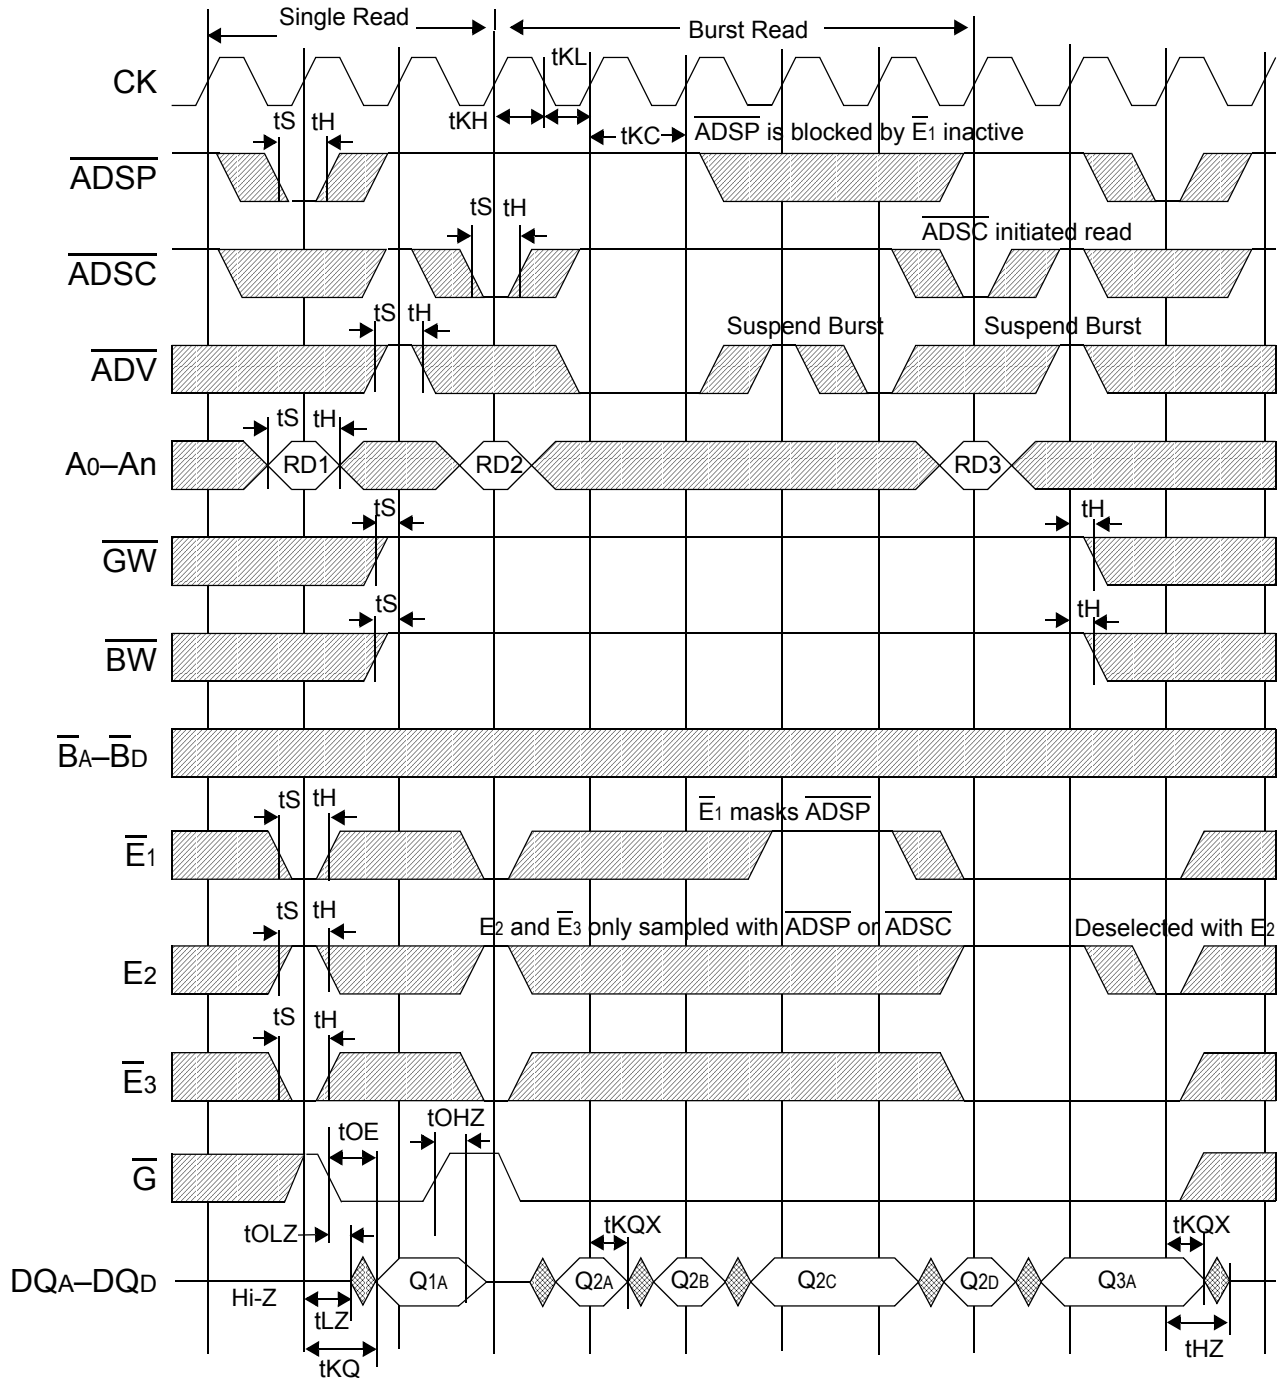 Single Read
Burst Read
CK
tKL
tKH
tKC
tS tH
ADSP is blocked by E1 inactive
ADSP
tS tH
ADSC initiated read
ADSC
tS tH
Suspend Burst Suspend Burst
ADV
tS tH
A0–An RD1 RD2 RD3
tS
tH
GW
tS
tH
BW
BA–BD
tS tH
E1 masks ADSP
E1
tS tH
E2 and E3 only sampled with ADSP or ADSC
Deselected with E2
E2
tS tH
E3
tOE
tOHZ
G
tOLZ
tKQX
tKQX
DQA–DQD
Q1A Q2A Q2B Q2C Q2D Q3A
Hi-Z
tLZ
tHZ
tKQ